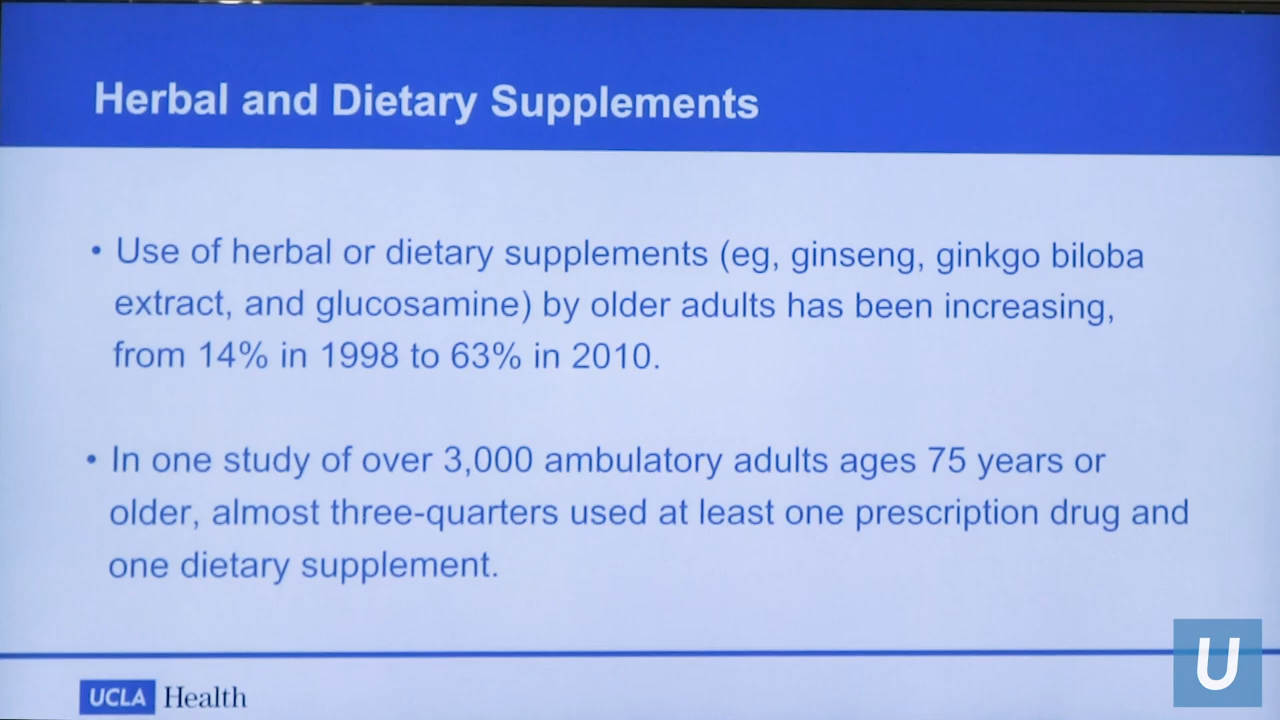 Herbal and Dietary Supplements
• Use of herbal or dietary supplements (eg, ginseng, ginkgo biloba
extract, and glucosamine) by older adults has been increasing,
from 14% in 1998 to 63% in 2010.
• In one study of over 3,000 ambulatory adults ages 75 years or
older, almost three-quarters used at least one prescription drug and
one dietary supplement.
UCLA Health
U